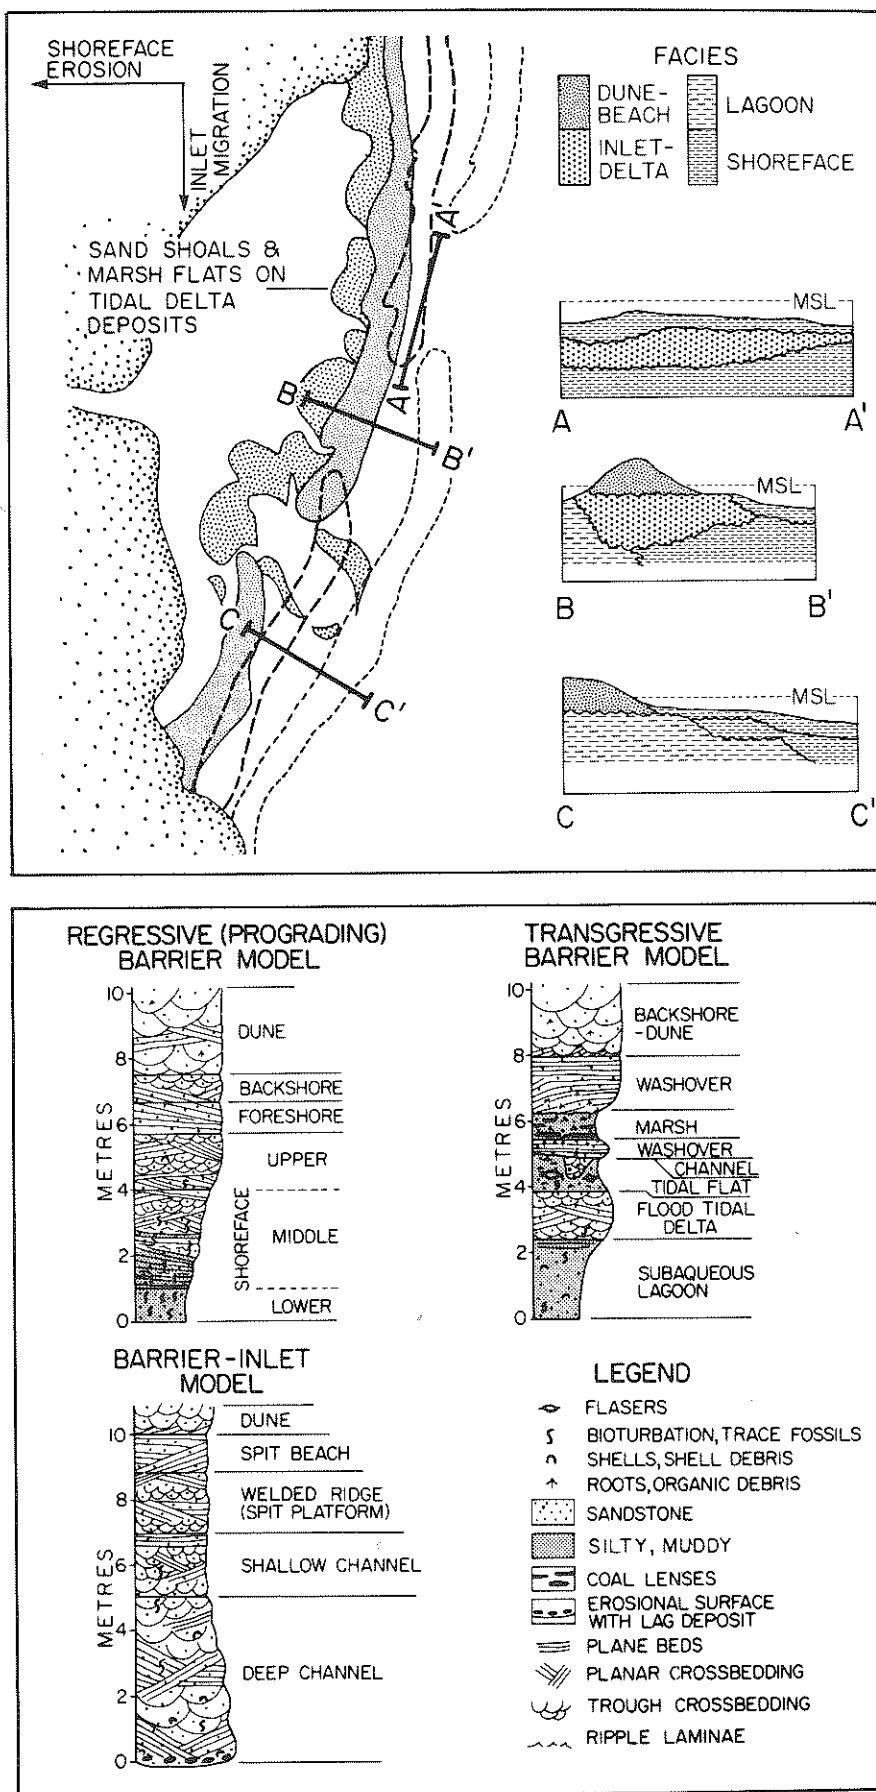 SHOREFACE
EROSION
INLET
MIGRATION
SAND SHOALS &
MARSH FLATS ON
TIDAL DELTA
DEPOSITS
A'
A
B
B'
C
C'
FACIES
DUNE-
BEACH
LAGOON
INLET-
DELTA
SHOREFACE
MSL
A A'
MSL
B B'
MSL
C C'
REGRESSIVE (PROGRADING)
BARRIER MODEL
METRES
10
8
6
4
2
0
DUNE
BACKSHORE
FORESHORE
UPPER
MIDDLE
LOWER
SHOREFACE
TRANSGRESSIVE
BARRIER MODEL
METRES
10
8
6
4
2
0
BACKSHORE
-DUNE
WASHOVER
MARSH
WASHOVER
CHANNEL
TIDAL FLAT
FLOOD TIDAL
DELTA
SUBAQUEOUS
LAGOON
BARRIER-INLET
MODEL
METRES
10
8
6
4
2
0
DUNE
SPIT BEACH
WELDED RIDGE
(SPIT PLATFORM)
SHALLOW CHANNEL
DEEP CHANNEL
LEGEND
FLASERS
BIOTURBATION, TRACE FOSSILS
SHELLS, SHELL DEBRIS
ROOTS, ORGANIC DEBRIS
SANDSTONE
SILTY, MUDDY
COAL LENSES
EROSIONAL SURFACE
WITH LAG DEPOSIT
PLANE BEDS
PLANAR CROSSBEDDING
TROUGH CROSSBEDDING
RIPPLE LAMINAE